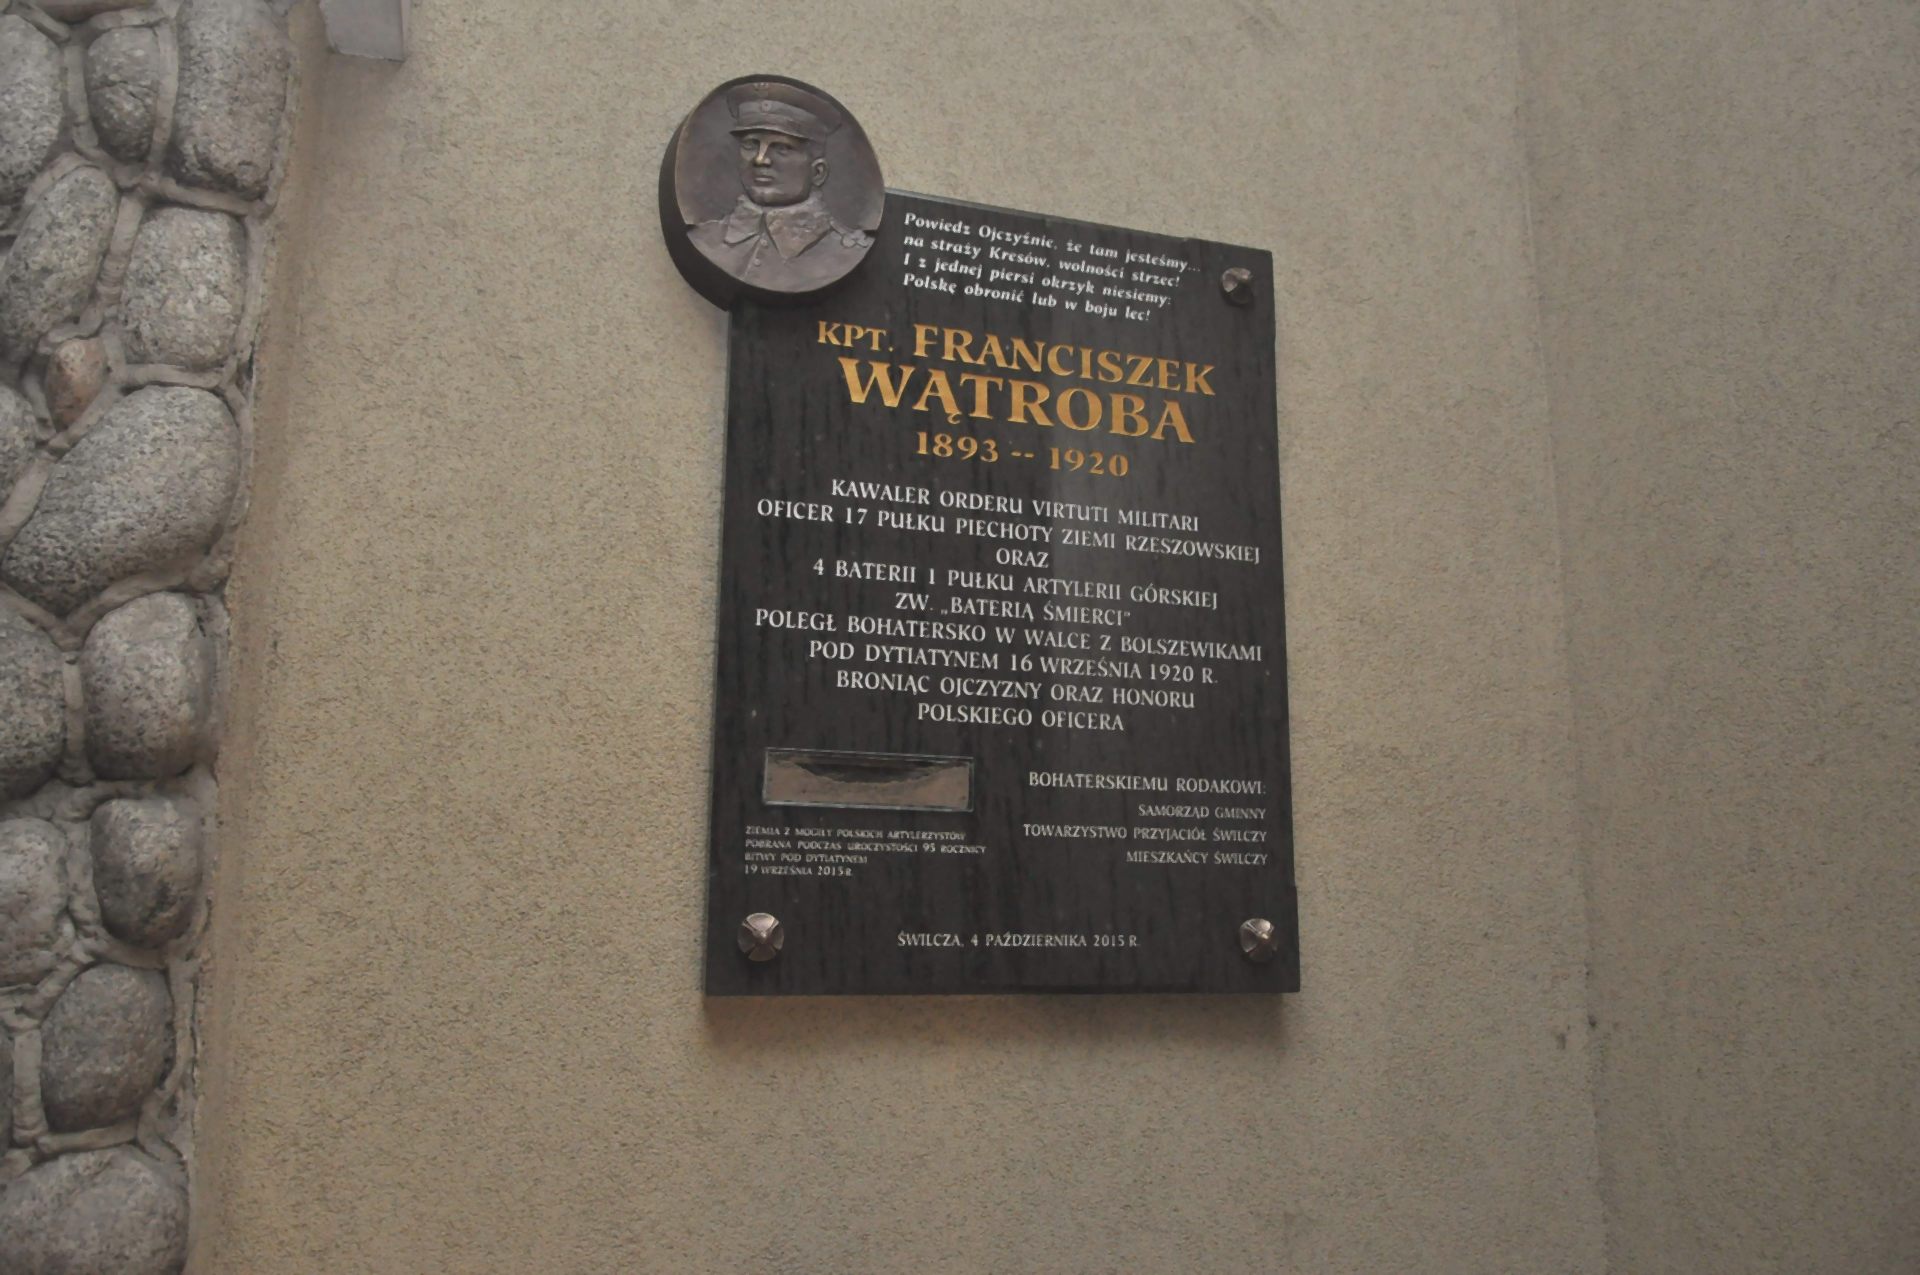 Powiedz Ojczyźnie, że tam jesteśmy...
na straży Kresów, wolności strzec!
I z jednej piersi okrzyk niesiemy:
Polskę obronić lub w boju lec!
KPT. FRANCISZEK
WĄTROBA
1893 -- 1920
KAWALER ORDERU VIRTUTI MILITARI
OFICER 17 PUŁKU PIECHOTY ZIEMI RZESZOWSKIEJ
ORAZ
4 BATERII 1 PUŁKU ARTYLERII GÓRSKIEJ
ZW. „BATERIĄ ŚMIERCI”
POLEGŁ BOHATERSKO W WALCE Z BOLSZEWIKAMI
POD DYTIATYNEM 16 WRZEŚNIA 1920 R.
BRONIĄC OJCZYZNY ORAZ HONORU
POLSKIEGO OFICERA
ZIEMIA Z MOGIŁY POLSKICH ARTYLERZYSTÓW
POBRANA PODCZAS UROCZYSTOŚCI 95 ROCZNICY
BITWY POD DYTIATYNEM
19 WRZEŚNIA 2015 R.
BOHATERSKIEMU RODAKOWI:
SAMORZĄD GMINNY
TOWARZYSTWO PRZYJACIÓŁ ŚWILCZY
MIESZKAŃCY ŚWILCZY
ŚWILCZA, 4 PAŹDZIERNIKA 2015 R.